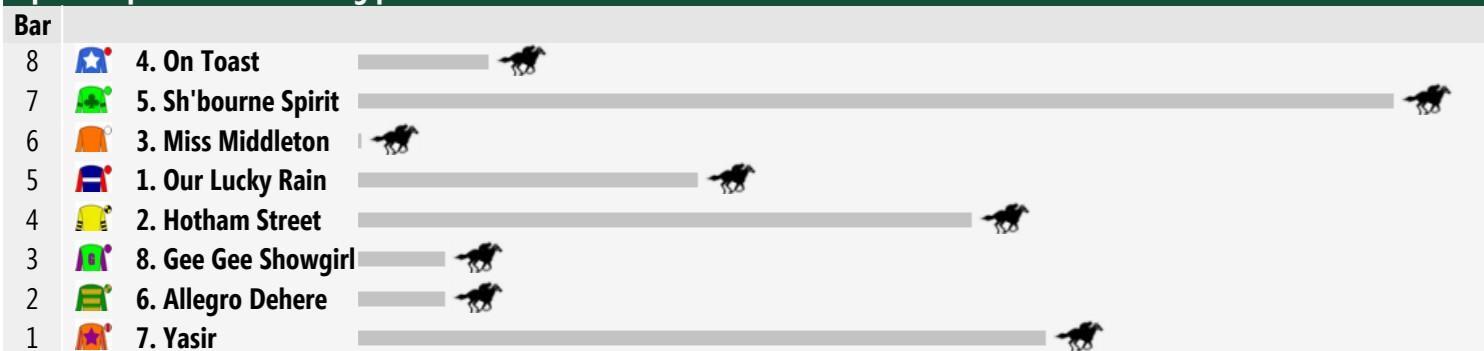 Bar
8 4. On Toast
7 5. Sh'bourne Spirit
6 3. Miss Middleton
5 1. Our Lucky Rain
4 2. Hotham Street
3 G 8. Gee Gee Showgirl
2 6. Allegro Dehere
1 7. Yasir